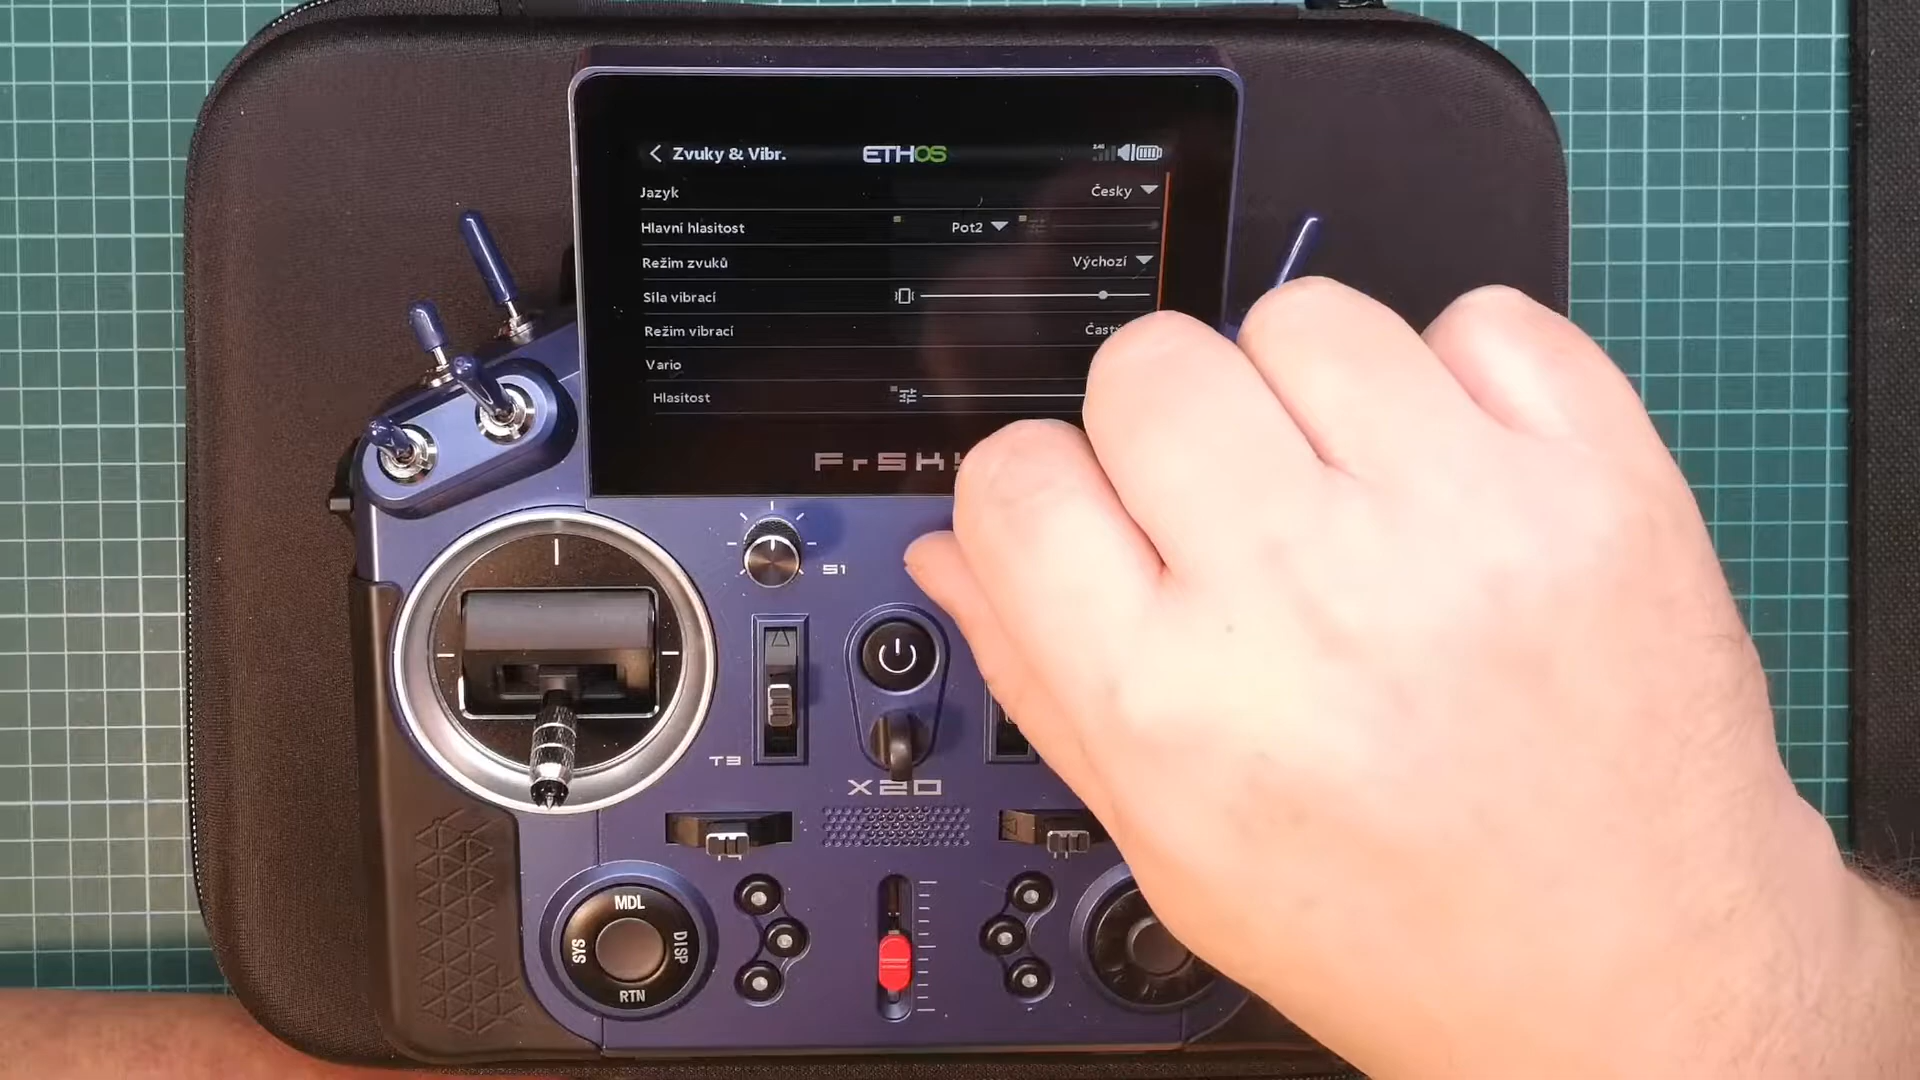 Zvuky & Vibr. ETHOS
Jazyk Česky
Hlavní hlasitost Pot2
Režim zvuků Výchozí
Síla vibrací
Režim vibrací
Vario
Hlasitost
S1
T3
X20
MDL
SYS DISP
RTN